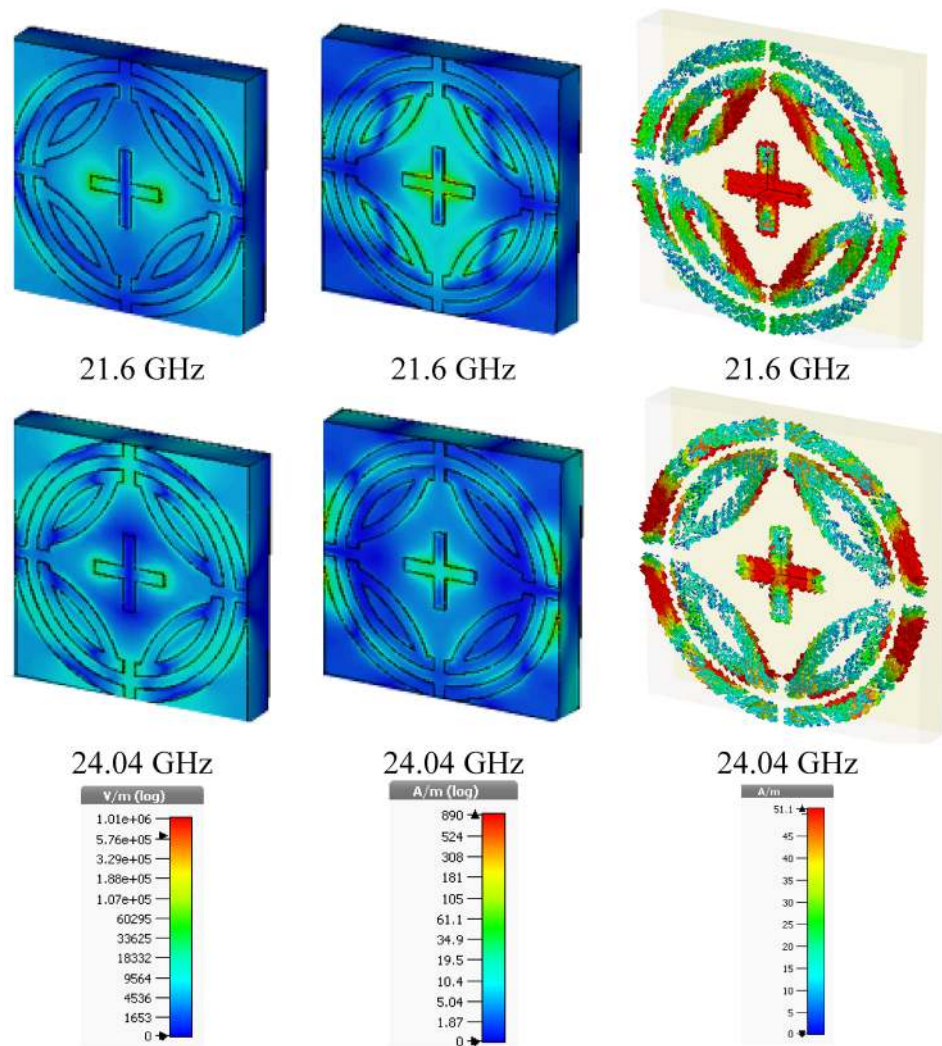 21.6 GHz
21.6 GHz
21.6 GHz
24.04 GHz
24.04 GHz
24.04 GHz
V/m (log)
1.01e+06
5.76e+05
3.29e+05
1.88e+05
1.07e+05
60295
33625
18332
9564
4536
1653
0
A/m (log)
890
524
308
181
105
61.1
34.9
19.5
10.4
5.04
1.87
0
A/m
51.1
45
40
35
30
25
20
15
10
5
0